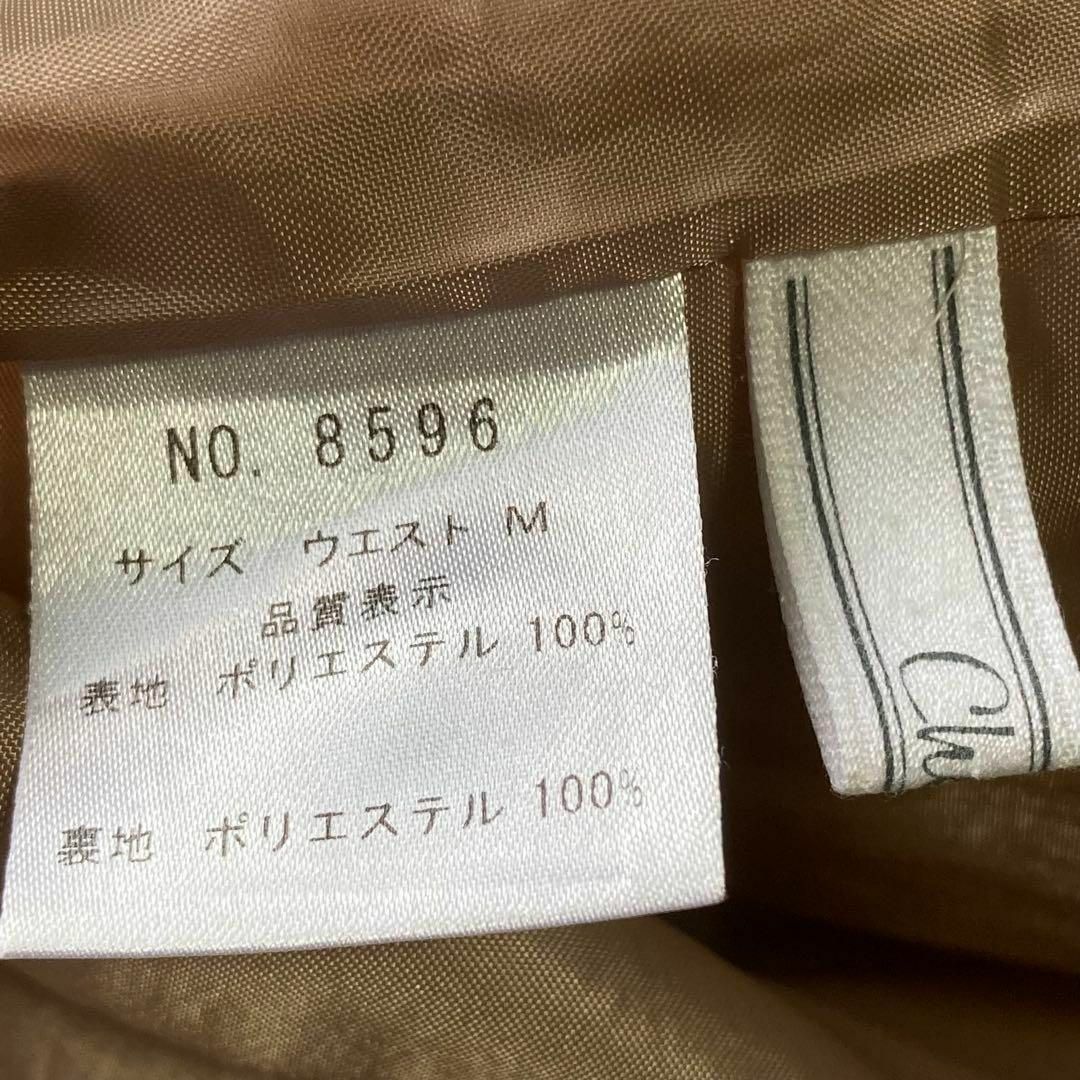 NO. 8596
サイズ ウエスト M
品質表示
表地 ポリエステル 100%
裏地 ポリエステル 100%